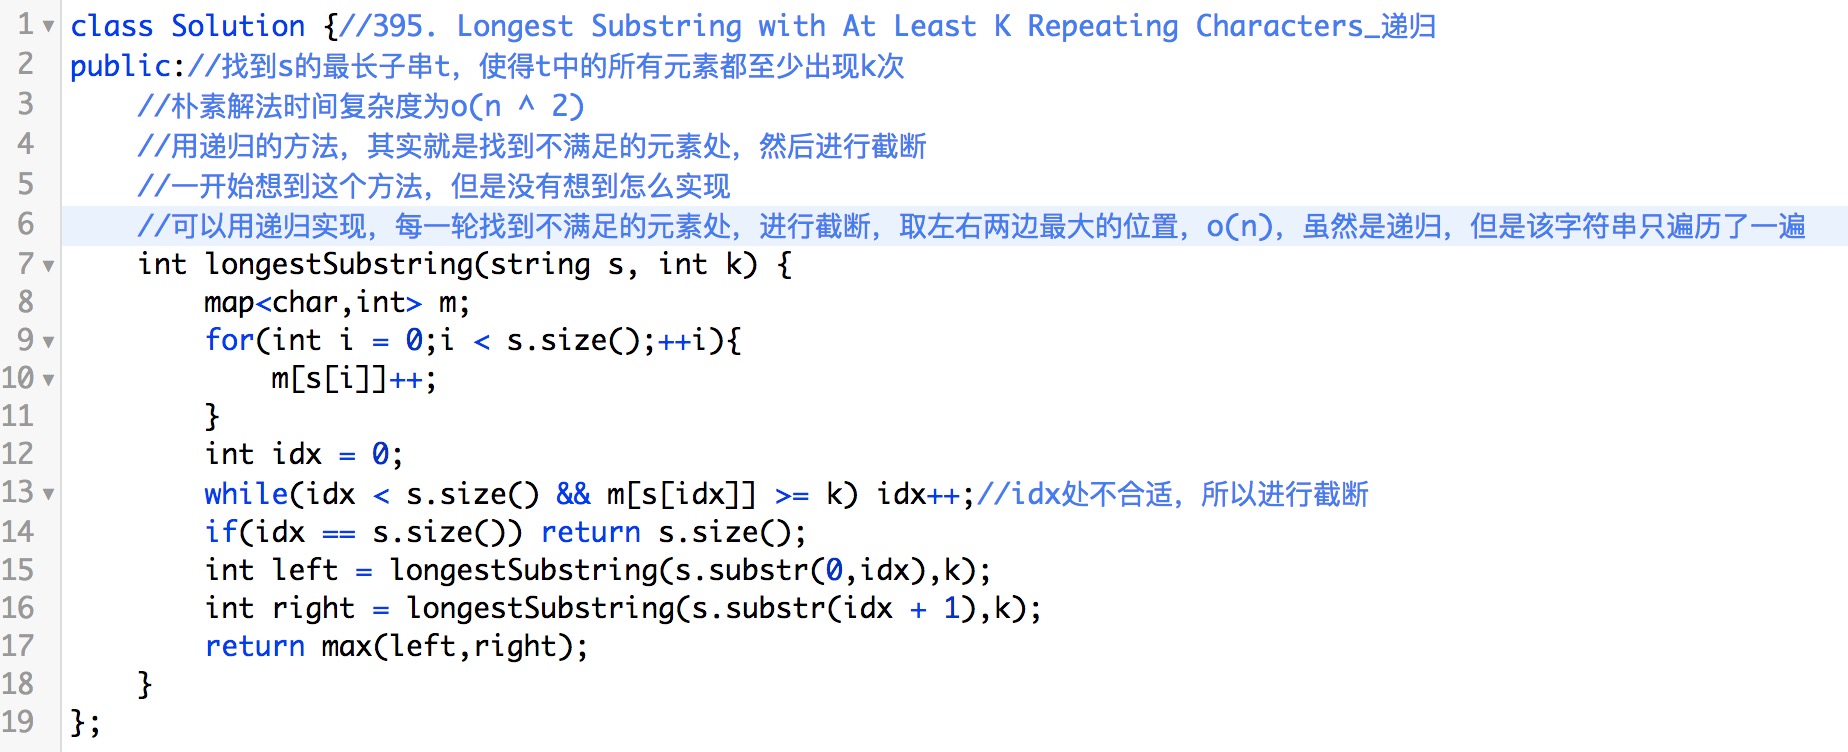 1 class Solution {//395. Longest Substring with At Least K Repeating Characters_递归
2 public://找到s的最长子串t，使得t中的所有元素都至少出现k次
3     //朴素解法时间复杂度为o(n ^ 2)
4     //用递归的方法，其实就是找到不满足的元素处，然后进行截断
5     //一开始想到这个方法，但是没有想到怎么实现
6     //可以用递归实现，每一轮找到不满足的元素处，进行截断，取左右两边最大的位置，o(n)，虽然是递归，但是该字符串只遍历了一遍
7     int longestSubstring(string s, int k) {
8         map<char,int> m;
9         for(int i = 0;i < s.size();++i){
10             m[s[i]]++;
11         }
12         int idx = 0;
13         while(idx < s.size() && m[s[idx]] >= k) idx++;//idx处不合适，所以进行截断
14         if(idx == s.size()) return s.size();
15         int left = longestSubstring(s.substr(0,idx),k);
16         int right = longestSubstring(s.substr(idx + 1),k);
17         return max(left,right);
18     }
19 };